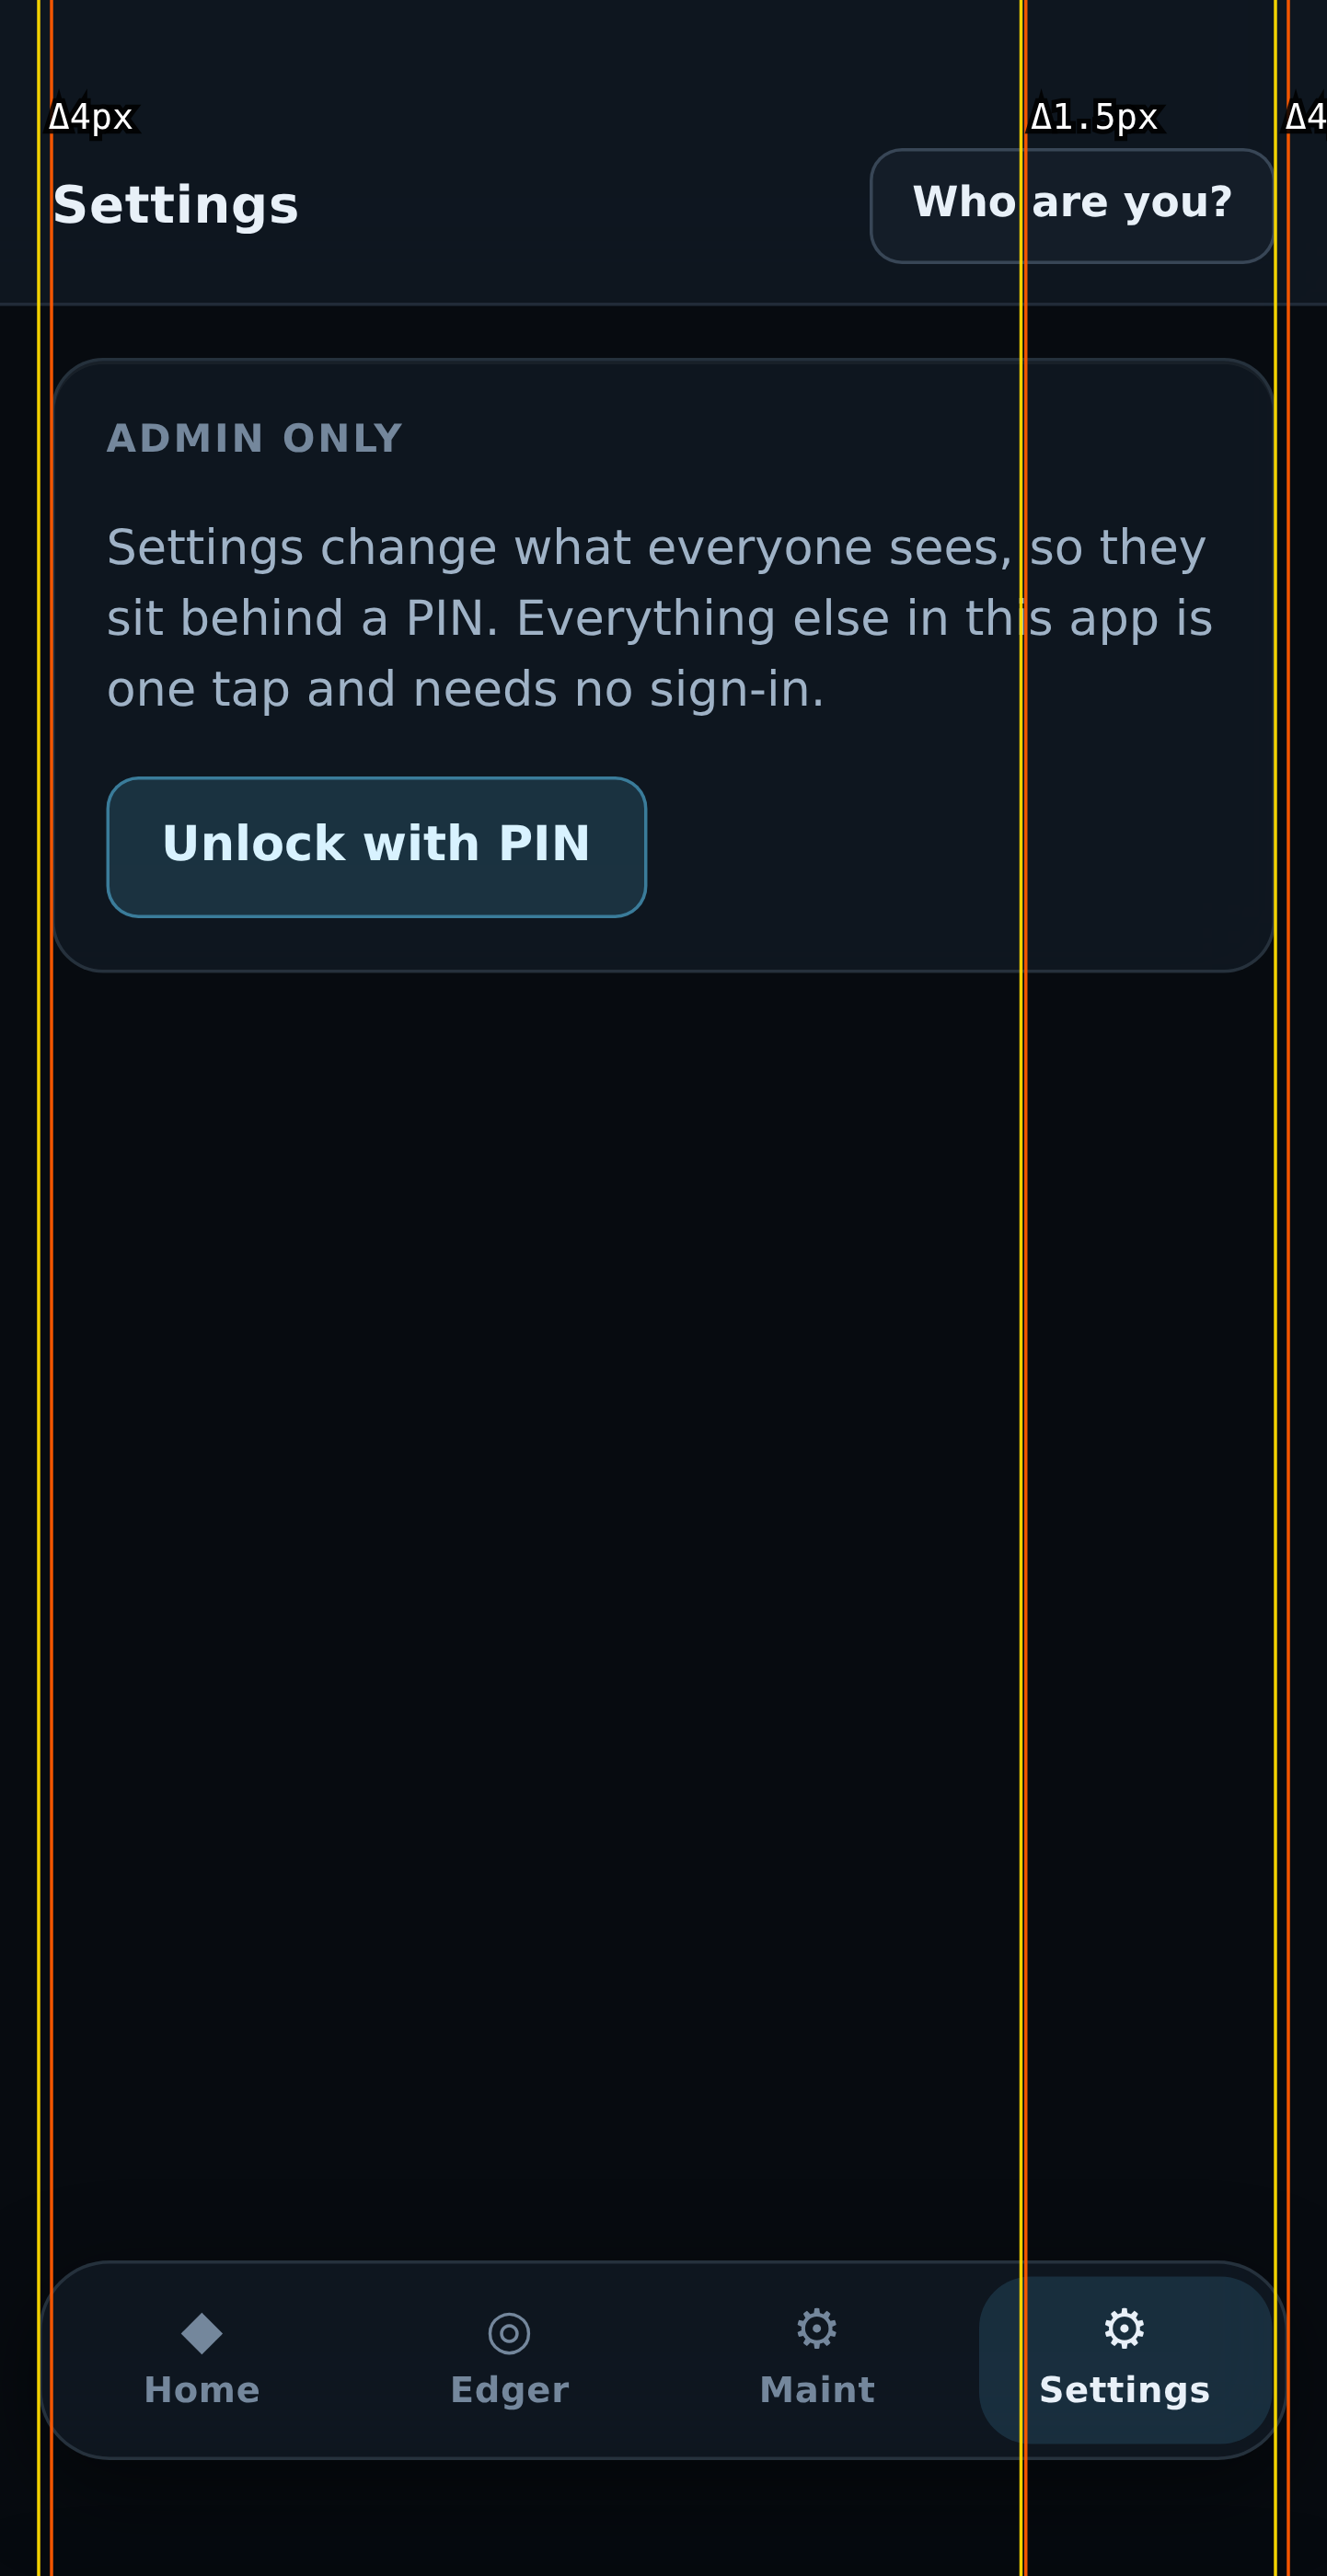 Δ4px
Δ1.5px
Δ4
Settings
Who are you?
ADMIN ONLY
Settings change what everyone sees, so they
sit behind a PIN. Everything else in this app is
one tap and needs no sign-in.
Unlock with PIN
Home
Edger
Maint
Settings